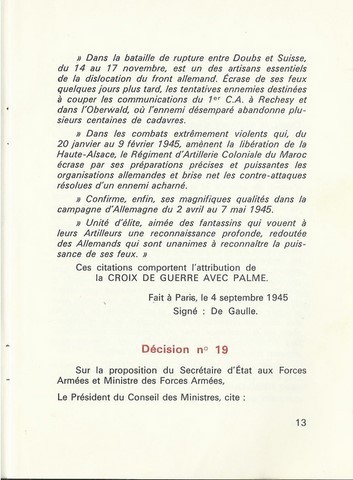 » Dans la bataille de rupture entre Doubs et Suisse,
du 14 au 17 novembre, est un des artisans essentiels
de la dislocation du front allemand. Écrase de ses feux
quelques jours plus tard, les tentatives ennemies destinées
à couper les communications du 1er C.A. à Rechesy et
dans l'Oberwald, où l'ennemi désemparé abandonne plu-
sieurs centaines de cadavres.
» Dans les combats extrêmement violents qui, du
20 janvier au 9 février 1945, amènent la libération de la
Haute-Alsace, le Régiment d'Artillerie Coloniale du Maroc
écrase par ses préparations précises et puissantes les
organisations allemandes et brise net les contre-attaques
résolues d'un ennemi acharné.
» Confirme, enfin, ses magnifiques qualités dans la
campagne d'Allemagne du 2 avril au 7 mai 1945.
» Unité d'élite, aimée des fantassins qui vouent à
leurs Artilleurs une reconnaissance profonde, redoutée
des Allemands qui sont unanimes à reconnaître la puis-
sance de ses feux. »
Ces citations comportent l'attribution de
la CROIX DE GUERRE AVEC PALME.
Fait à Paris, le 4 septembre 1945
Signé : De Gaulle.
Décision no 19
Sur la proposition du Secrétaire d'État aux Forces
Armées et Ministre des Forces Armées,
Le Président du Conseil des Ministres, cite :
13